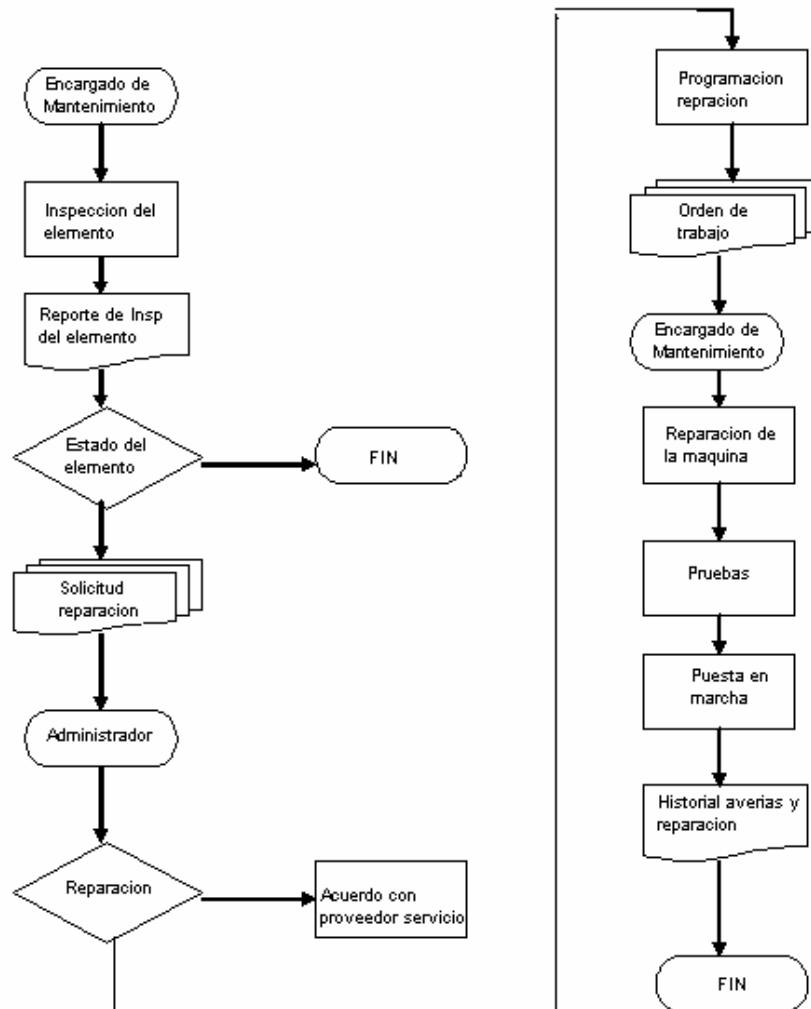 Encargado de
Mantenimiento
Inspeccion del
elemento
Reporte de Insp
del elemento
Estado del
elemento
FIN
Solicitud
reparacion
Administrador
Reparacion
Acuerdo con
proveedor servicio
Programacion
repracion
Orden de
trabajo
Encargado de
Mantenimiento
Reparacion de
la maquina
Pruebas
Puesta en
marcha
Historial averias y
reparacion
FIN